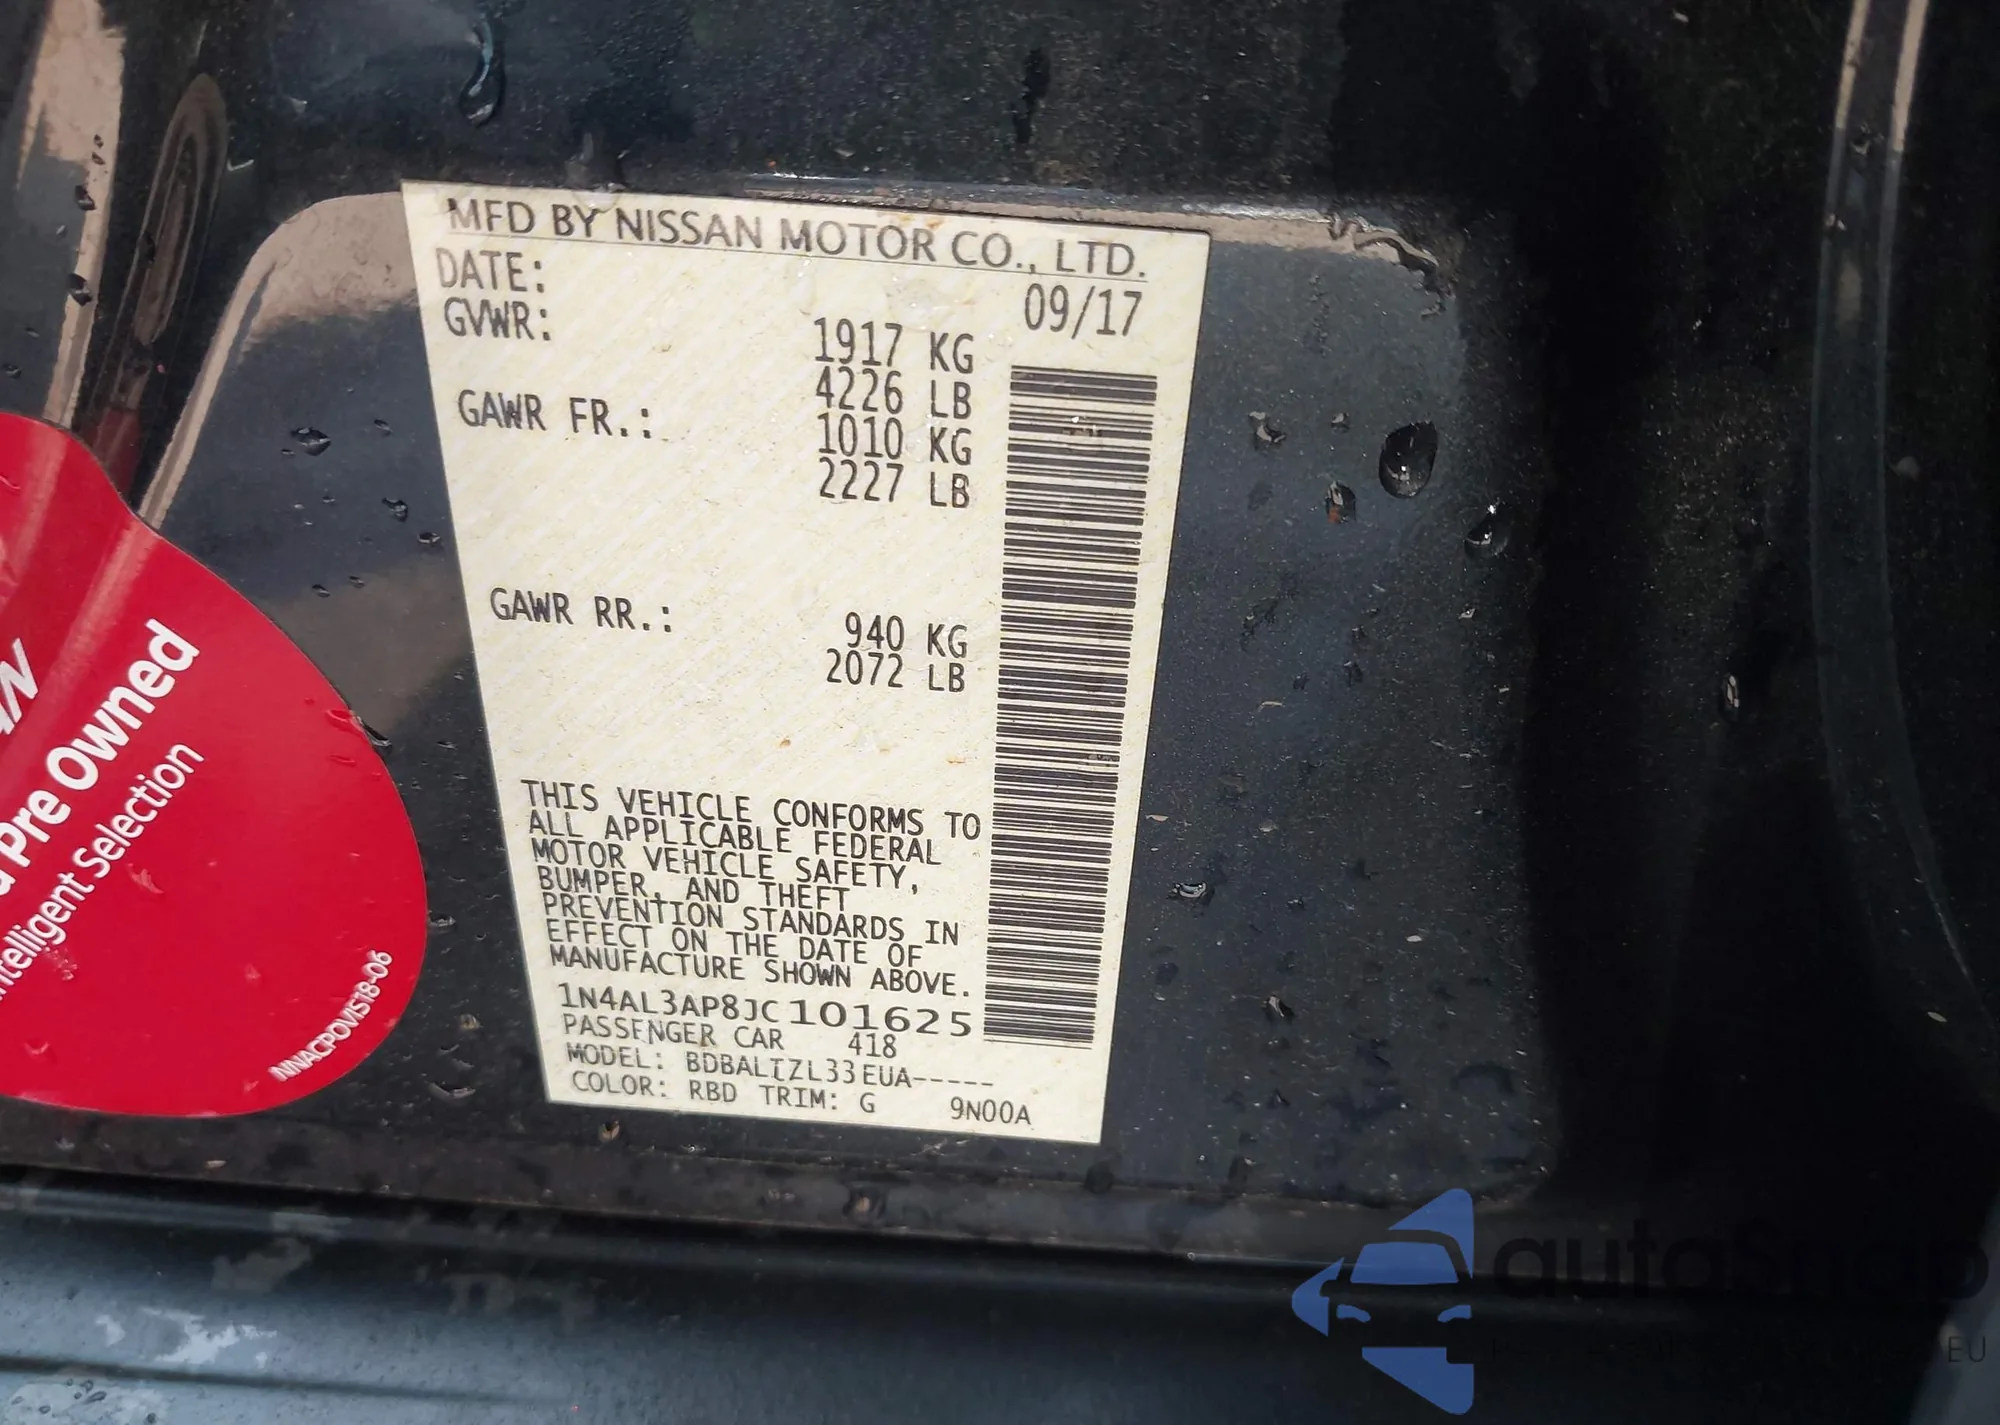 MFD BY NISSAN MOTOR CO., LTD.
DATE: 09/17
GVWR: 1917 KG
4226 LB
GAWR FR.: 1010 KG
2227 LB
GAWR RR.: 940 KG
2072 LB
THIS VEHICLE CONFORMS TO
ALL APPLICABLE FEDERAL
MOTOR VEHICLE SAFETY,
BUMPER, AND THEFT
PREVENTION STANDARDS IN
EFFECT ON THE DATE OF
MANUFACTURE SHOWN ABOVE.
1N4AL3AP8JC101625
PASSENGER CAR 418
MODEL: BDBALTZL33EUA-----
COLOR: RBD TRIM: G 9N00A
Pre Owned
ntelligent Selection
NNACPOVIS18-06
autoSnap
EU